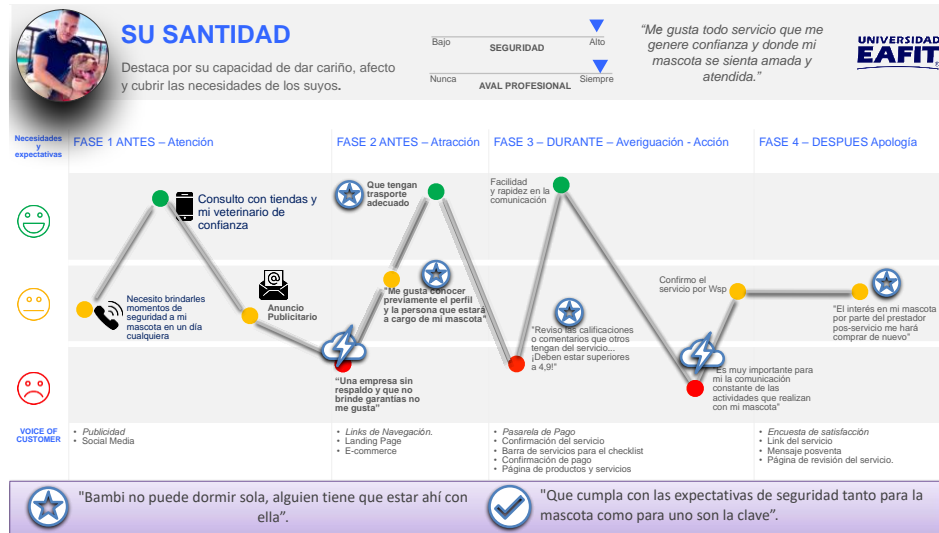 SU SANTIDAD
Destaca por su capacidad de dar cariño, afecto
y cubrir las necesidades de los suyos.
Bajo
Alto
SEGURIDAD
Nunca
Siempre
AVAL PROFESIONAL
"Me gusta todo servicio que me
genere confianza y donde mi
mascota se sienta amada y
atendida."
UNIVERSIDAD
EAFIT
Necesidades
y
expectativas
FASE 1 ANTES – Atención
FASE 2 ANTES – Atracción
FASE 3 – DURANTE – Averiguación - Acción
FASE 4 – DESPUES Apología
Consulto con tiendas y
mi veterinario de
confianza
Necesito brindarles
momentos de
seguridad a mi
mascota en un día
cualquiera
Anuncio
Publicitario
Que tengan
trasporte
adecuado
"Me gusta conocer
previamente el perfil
y la persona que estará
a cargo de mi mascota"
"Una empresa sin
respaldo y que no
brinde garantías no
me gusta"
Facilidad
y rapidez en la
comunicación
"Reviso las calificaciones
o comentarios que otros
tengan del servicio...
¡Deben estar superiores
a 4,9!"
Confirmo el
servicio por Wsp
"Es muy importante para
mi la comunicación
constante de las
actividades que realizan
con mi mascota"
"El interés en mi mascota
por parte del prestador
pos-servicio me hará
comprar de nuevo"
VOICE OF
CUSTOMER
• Publicidad
• Social Media
• Links de Navegación.
• Landing Page
• E-commerce
• Pasarela de Pago
• Confirmación del servicio
• Barra de servicios para el checklist
• Confirmación de pago
• Página de productos y servicios
• Encuesta de satisfacción
• Link del servicio
• Mensaje posventa
• Página de revisión del servicio.
"Bambi no puede dormir sola, alguien tiene que estar ahí con
ella”.
"Que cumpla con las expectativas de seguridad tanto para la
mascota como para uno son la clave”.